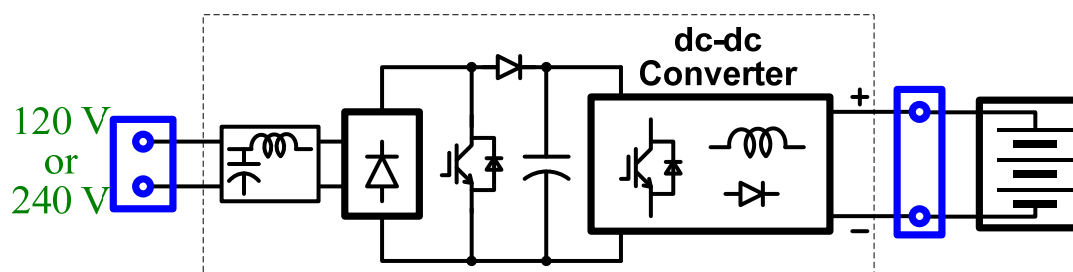 120 V
or
240 V
dc-dc
Converter
+
−